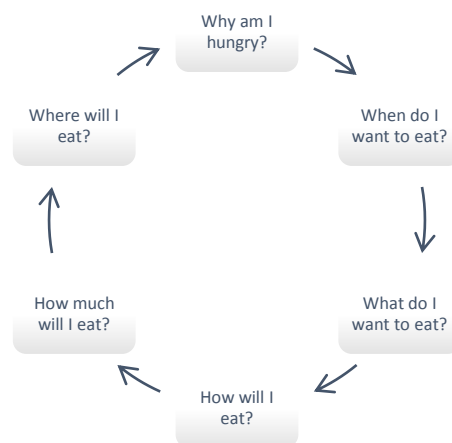 Why am I
hungry?
When do I
want to eat?
What do I
want to eat?
How will I
eat?
How much
will I eat?
Where will I
eat?